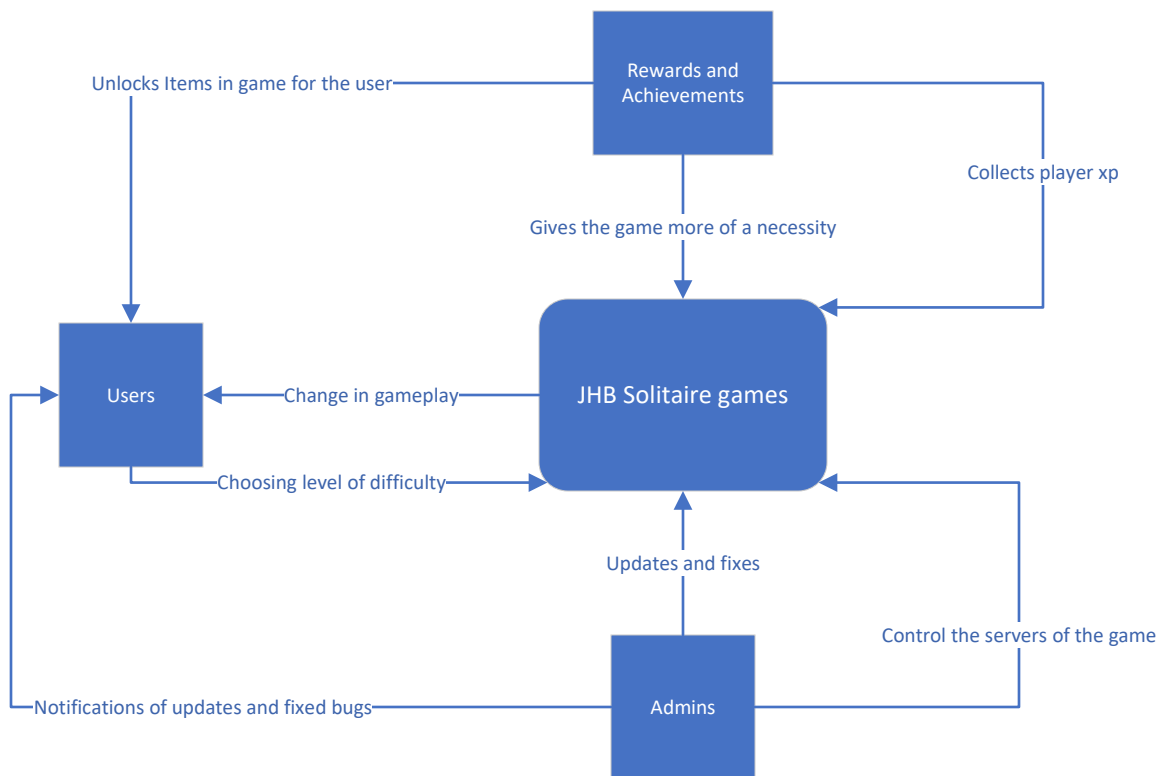 Rewards and
Achievements
Unlocks Items in game for the user
Collects player xp
Gives the game more of a necessity
JHB Solitaire games
Users
Change in gameplay
Choosing level of difficulty
Updates and fixes
Control the servers of the game
Notifications of updates and fixed bugs
Admins